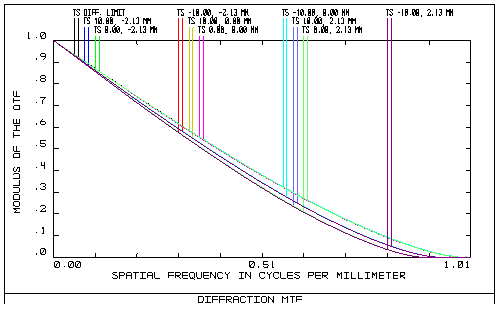 TS DIFF. LIMIT
TS -10.00, -2.13 MM
TS -10.00, 0.00 MM
TS -10.00, 2.13 MM
TS 10.00, -2.13 MM
TS 10.00, 0.00 MM
TS 10.00, 2.13 MM
TS 0.00, -2.13 MM
TS 0.00, 0.00 MM
TS 0.00, 2.13 MM
1.0
.9
.8
.7
.6
.5
.4
.3
.2
.1
.0
MODULUS OF THE OTF
0.00
0.51
1.01
SPATIAL FREQUENCY IN CYCLES PER MILLIMETER
DIFFRACTION MTF